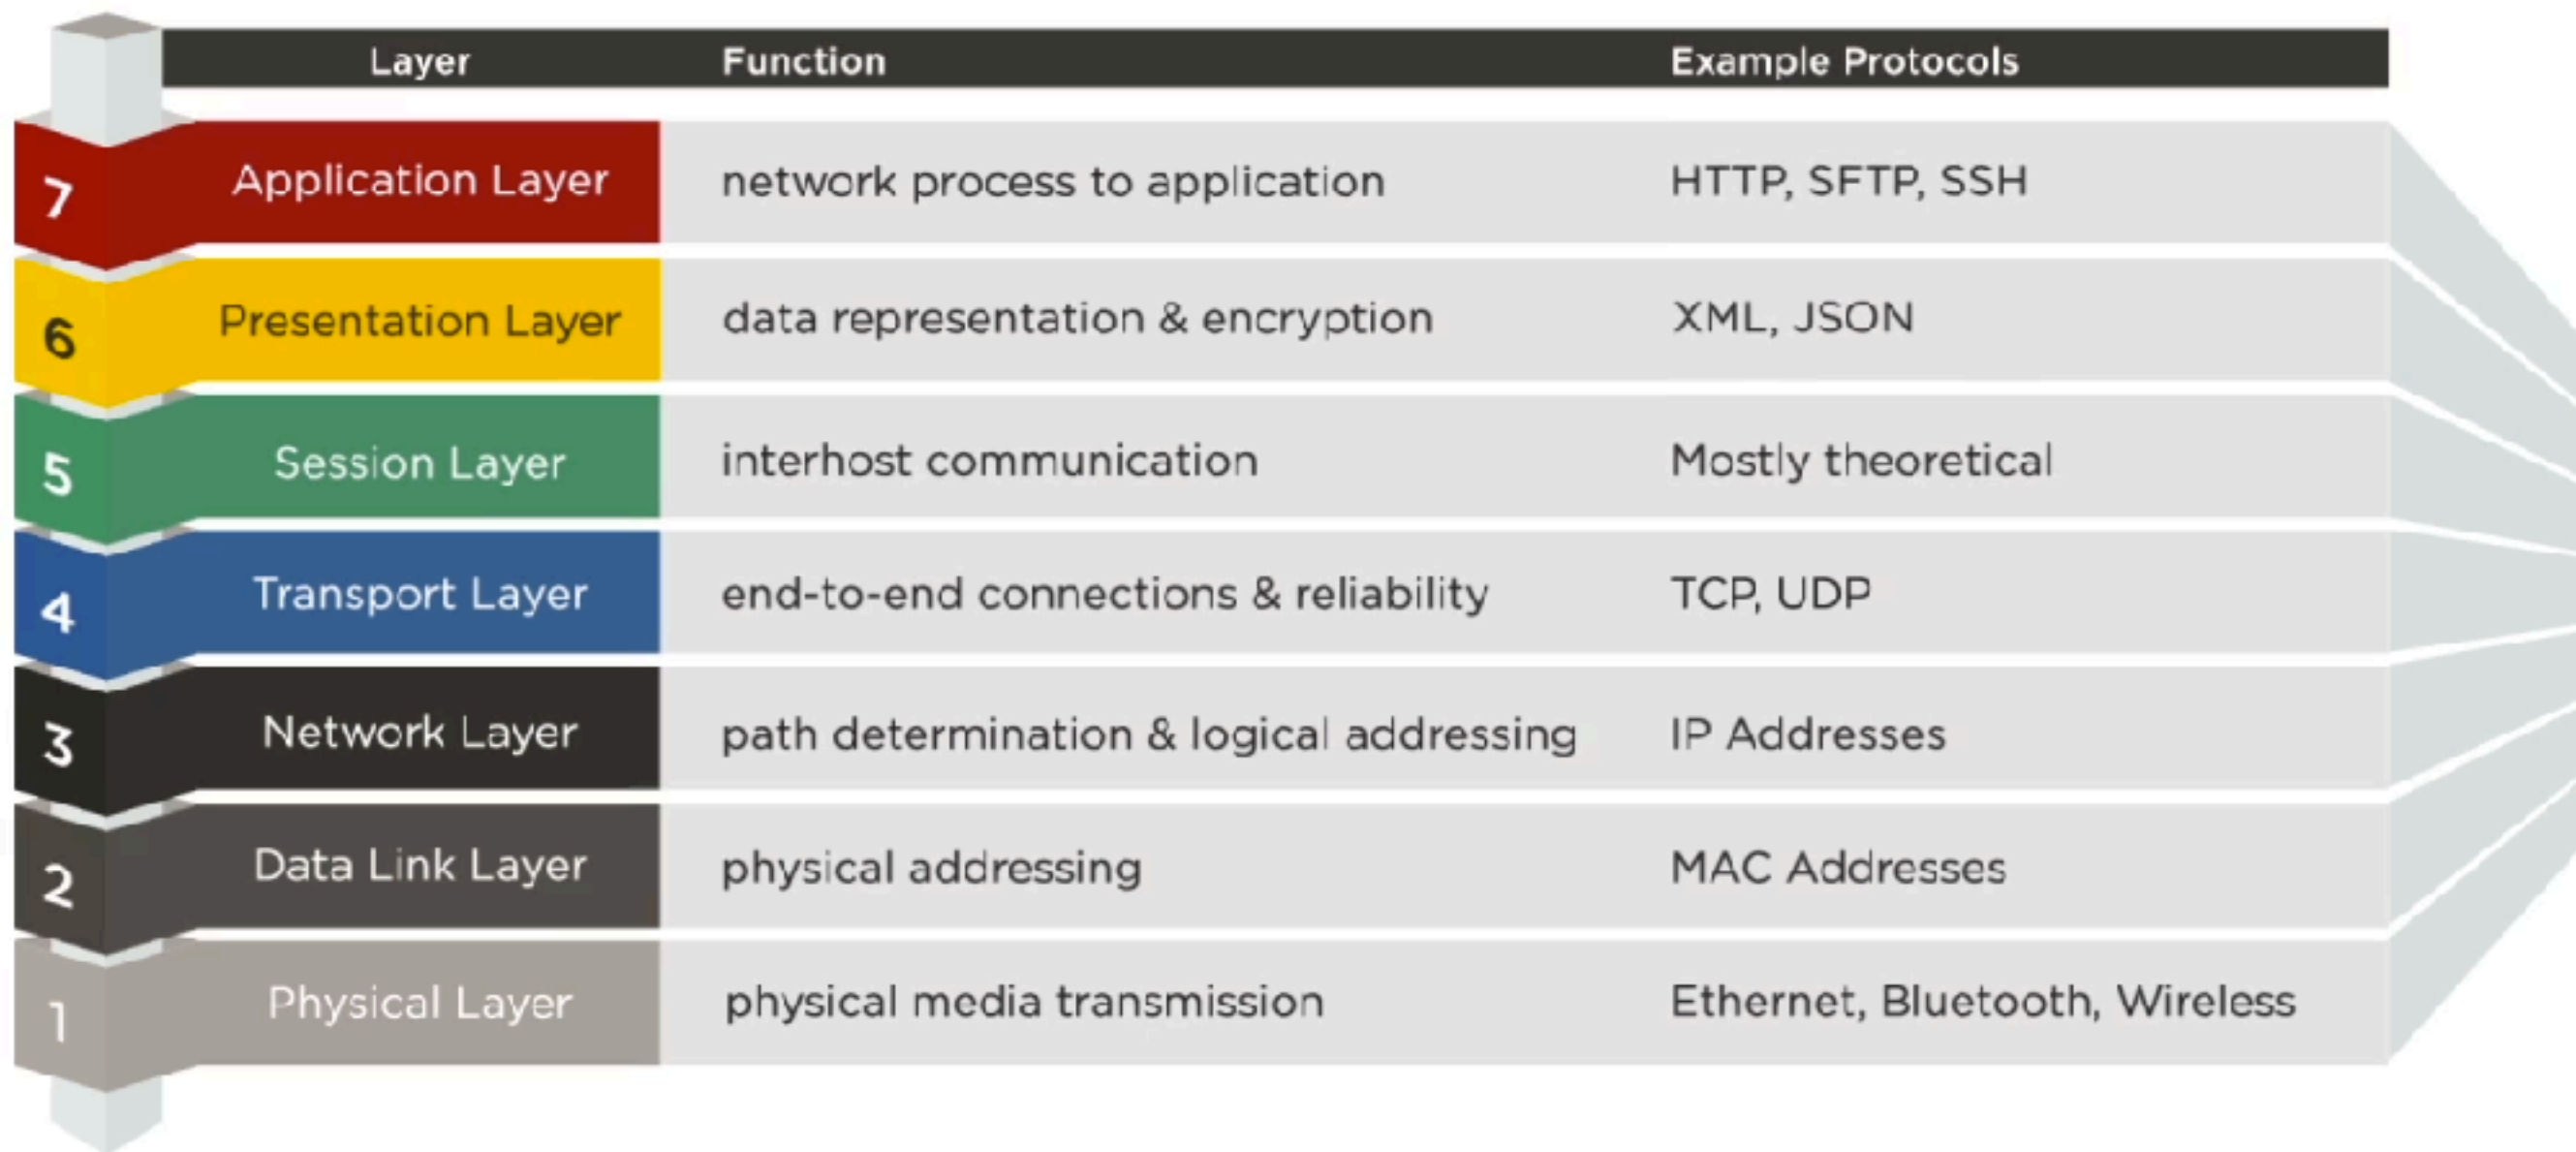 Layer Function Example Protocols
7 Application Layer network process to application HTTP, SFTP, SSH
6 Presentation Layer data representation & encryption XML, JSON
5 Session Layer interhost communication Mostly theoretical
4 Transport Layer end-to-end connections & reliability TCP, UDP
3 Network Layer path determination & logical addressing IP Addresses
2 Data Link Layer physical addressing MAC Addresses
1 Physical Layer physical media transmission Ethernet, Bluetooth, Wireless